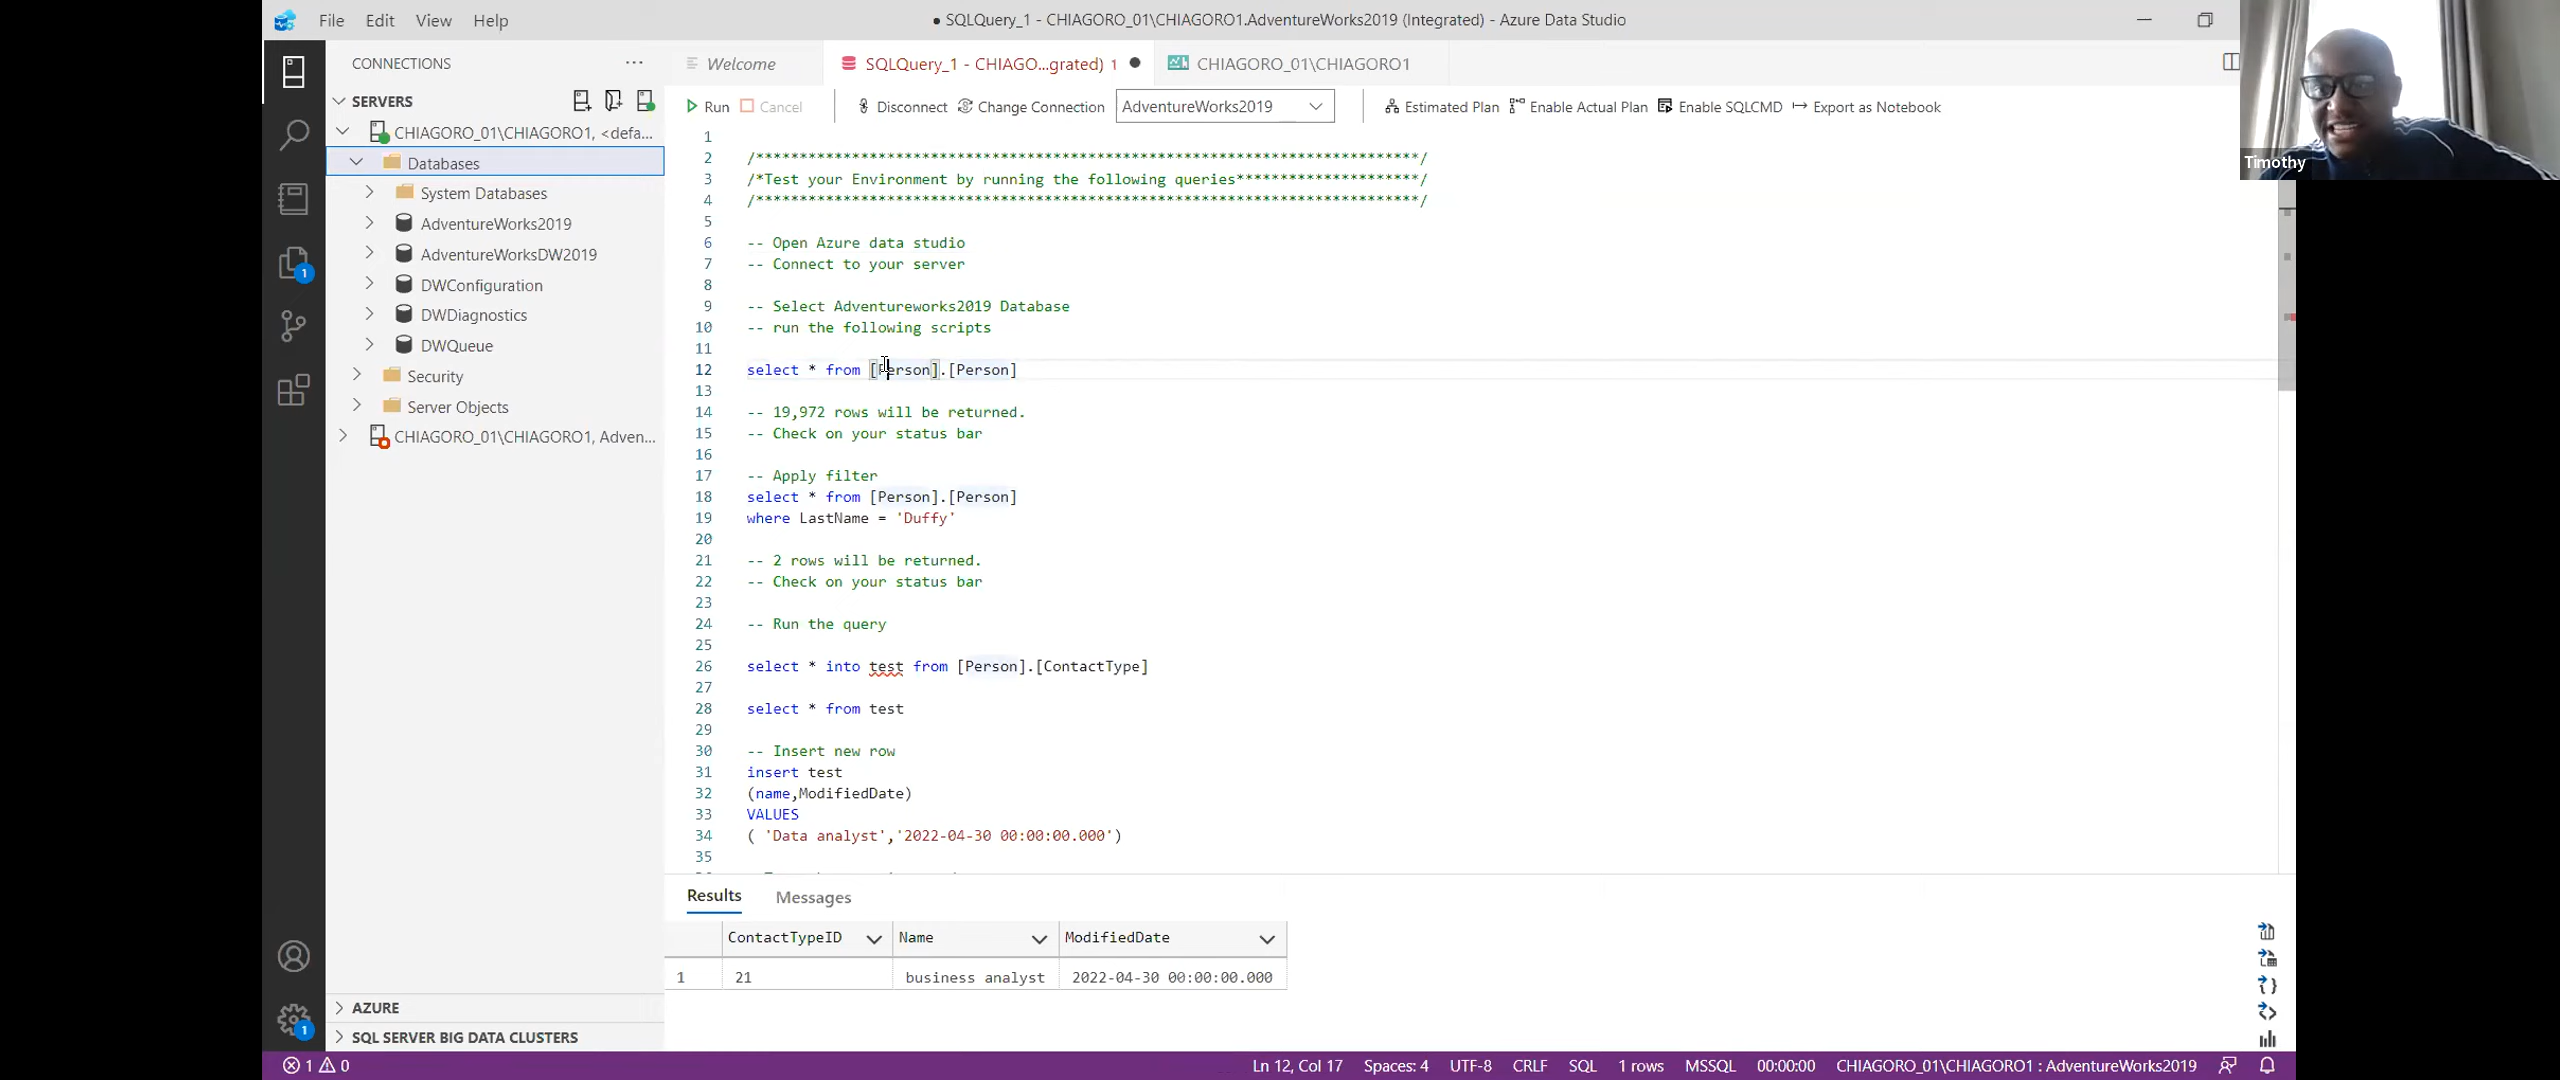 File Edit View Help
● SQLQuery_1 - CHIAGORO_01\CHIAGORO1.AdventureWorks2019 (Integrated) - Azure Data Studio
Timothy
CONNECTIONS ...
SERVERS
CHIAGORO_01\CHIAGORO1, <defa...
Databases
System Databases
AdventureWorks2019
AdventureWorksDW2019
DWConfiguration
DWDiagnostics
DWQueue
Security
Server Objects
CHIAGORO_01\CHIAGORO1, Adven...
AZURE
SQL SERVER BIG DATA CLUSTERS
1
1
Welcome
SQLQuery_1 - CHIAGO...grated) 1 ●
CHIAGORO_01\CHIAGORO1
Run Cancel Disconnect Change Connection AdventureWorks2019 Estimated Plan Enable Actual Plan Enable SQLCMD Export as Notebook
1
2 /****************************************************************************/
3 /*Test your Environment by running the following queries*********************/
4 /****************************************************************************/
5
6 -- Open Azure data studio
7 -- Connect to your server
8
9 -- Select Adventureworks2019 Database
10 -- run the following scripts
11
12 select * from [Person].[Person]
13
14 -- 19,972 rows will be returned.
15 -- Check on your status bar
16
17 -- Apply filter
18 select * from [Person].[Person]
19 where LastName = 'Duffy'
20
21 -- 2 rows will be returned.
22 -- Check on your status bar
23
24 -- Run the query
25
26 select * into test from [Person].[ContactType]
27
28 select * from test
29
30 -- Insert new row
31 insert test
32 (name,ModifiedDate)
33 VALUES
34 ( 'Data analyst','2022-04-30 00:00:00.000')
35
Results Messages
ContactTypeID Name ModifiedDate
1 21 business analyst 2022-04-30 00:00:00.000
1 0
Ln 12, Col 17 Spaces: 4 UTF-8 CRLF SQL 1 rows MSSQL 00:00:00 CHIAGORO_01\CHIAGORO1 : AdventureWorks2019